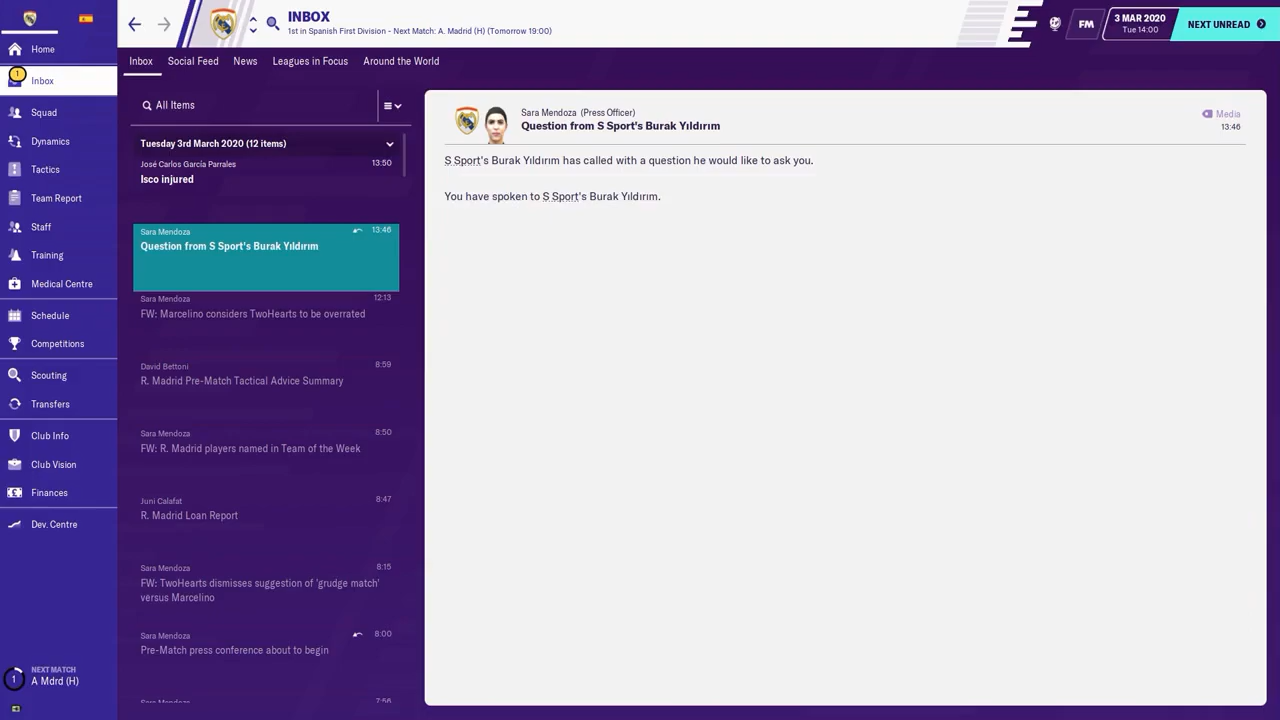 INBOX
1st in Spanish First Division - Next Match: A. Madrid (H) (Tomorrow 19:00)
FM
3 MAR 2020
Tue 14:00
NEXT UNREAD
Home
1
Inbox
Squad
Dynamics
Tactics
Team Report
Staff
Training
Medical Centre
Schedule
Competitions
Scouting
Transfers
Club Info
Club Vision
Finances
Dev. Centre
1
NEXT MATCH
A Mdrd (H)
Inbox Social Feed News Leagues in Focus Around the World
All Items
Tuesday 3rd March 2020 (12 items)
José Carlos García Parrales 13:50
Isco injured
Sara Mendoza 13:46
Question from S Sport's Burak Yıldırım
Sara Mendoza 12:13
FW: Marcelino considers TwoHearts to be overrated
David Bettoni 8:59
R. Madrid Pre-Match Tactical Advice Summary
Sara Mendoza 8:50
FW: R. Madrid players named in Team of the Week
Juni Calafat 8:47
R. Madrid Loan Report
Sara Mendoza 8:15
FW: TwoHearts dismisses suggestion of 'grudge match'
versus Marcelino
Sara Mendoza 8:00
Pre-Match press conference about to begin
Sara Mendoza 7:56
Sara Mendoza (Press Officer)
Question from S Sport's Burak Yıldırım
Media
13:46
S Sport's Burak Yıldırım has called with a question he would like to ask you.
You have spoken to S Sport's Burak Yıldırım.